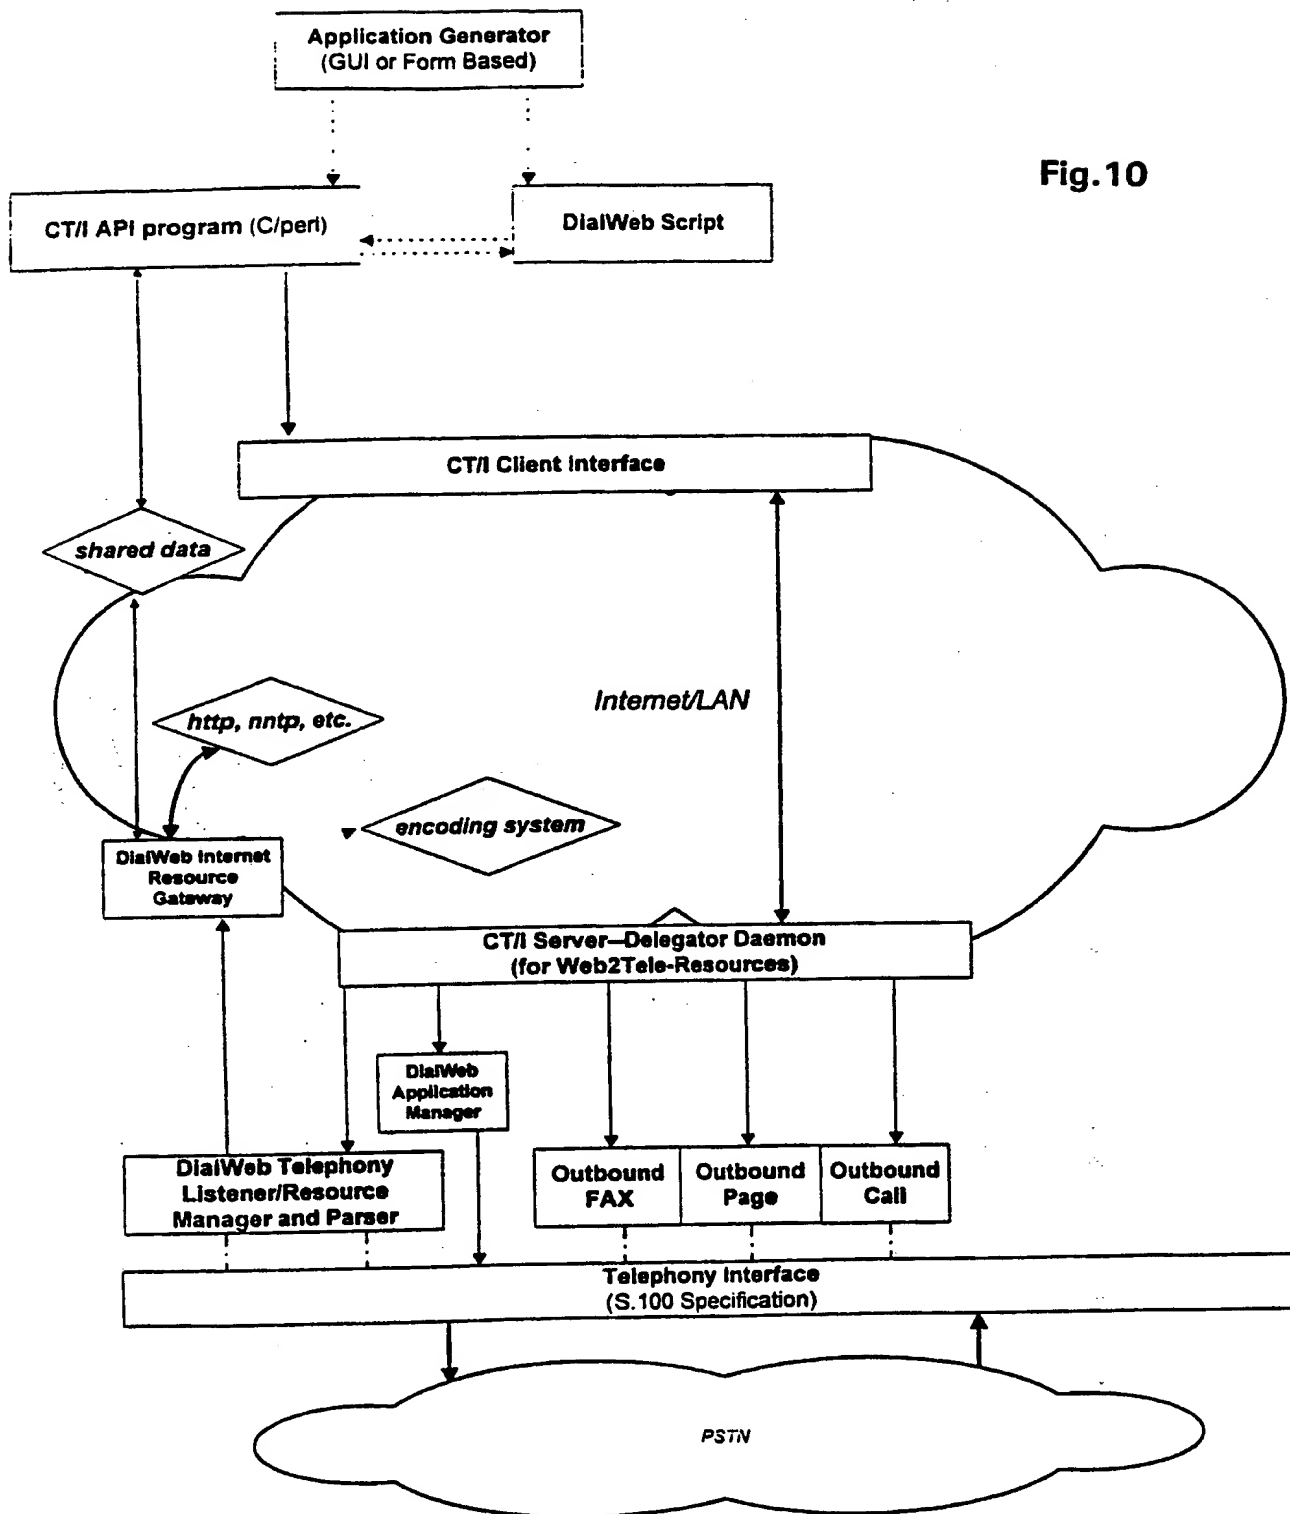 Application Generator
(GUI or Form Based)
Fig.10
CT/I API program (C/perl)
DialWeb Script
CT/I Client Interface
shared data
Internet/LAN
http, nntp, etc.
encoding system
DialWeb Internet
Resource
Gateway
CT/I Server–Delegator Daemon
(for Web2Tele-Resources)
DialWeb
Application
Manager
DialWeb Telephony
Listener/Resource
Manager and Parser
Outbound
FAX
Outbound
Page
Outbound
Call
Telephony Interface
(S.100 Specification)
PSTN